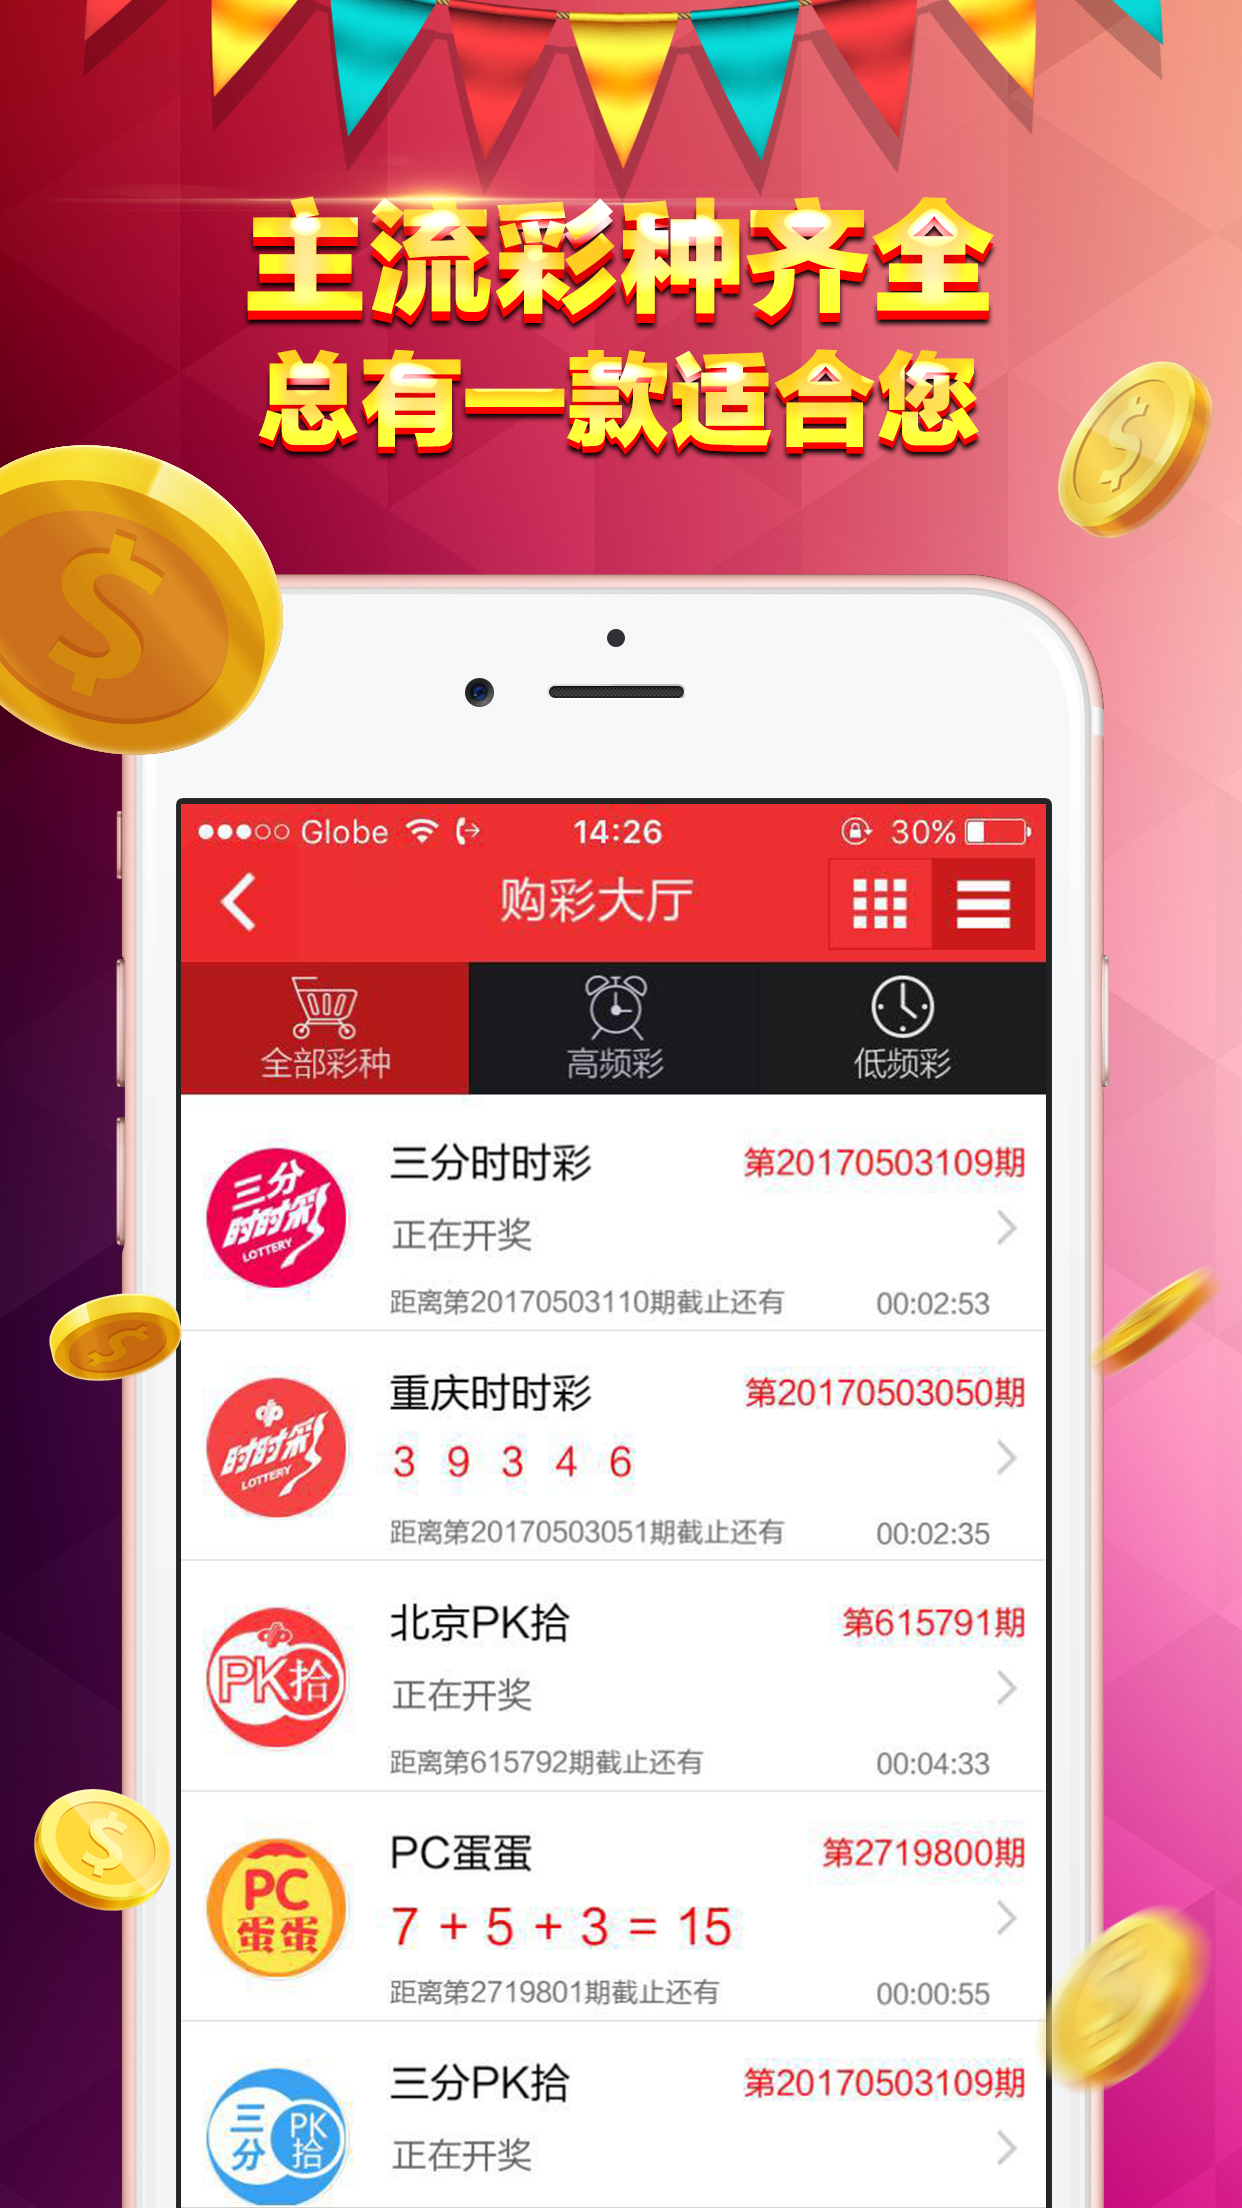 主流彩种齐全
总有一款适合您
Globe 14:26 30%
购彩大厅
全部彩种 高频彩 低频彩
三分时时彩 第20170503109期
三分
时时彩
LOTTERY
正在开奖
距离第20170503110期截止还有 00:02:53
重庆时时彩 第20170503050期
时时彩
LOTTERY
3 9 3 4 6
距离第20170503051期截止还有 00:02:35
北京PK拾 第615791期
PK拾
正在开奖
距离第615792期截止还有 00:04:33
PC蛋蛋 第2719800期
PC
蛋蛋
7 + 5 + 3 = 15
距离第2719801期截止还有 00:00:55
三分PK拾 第20170503109期
三分
PK
拾
正在开奖